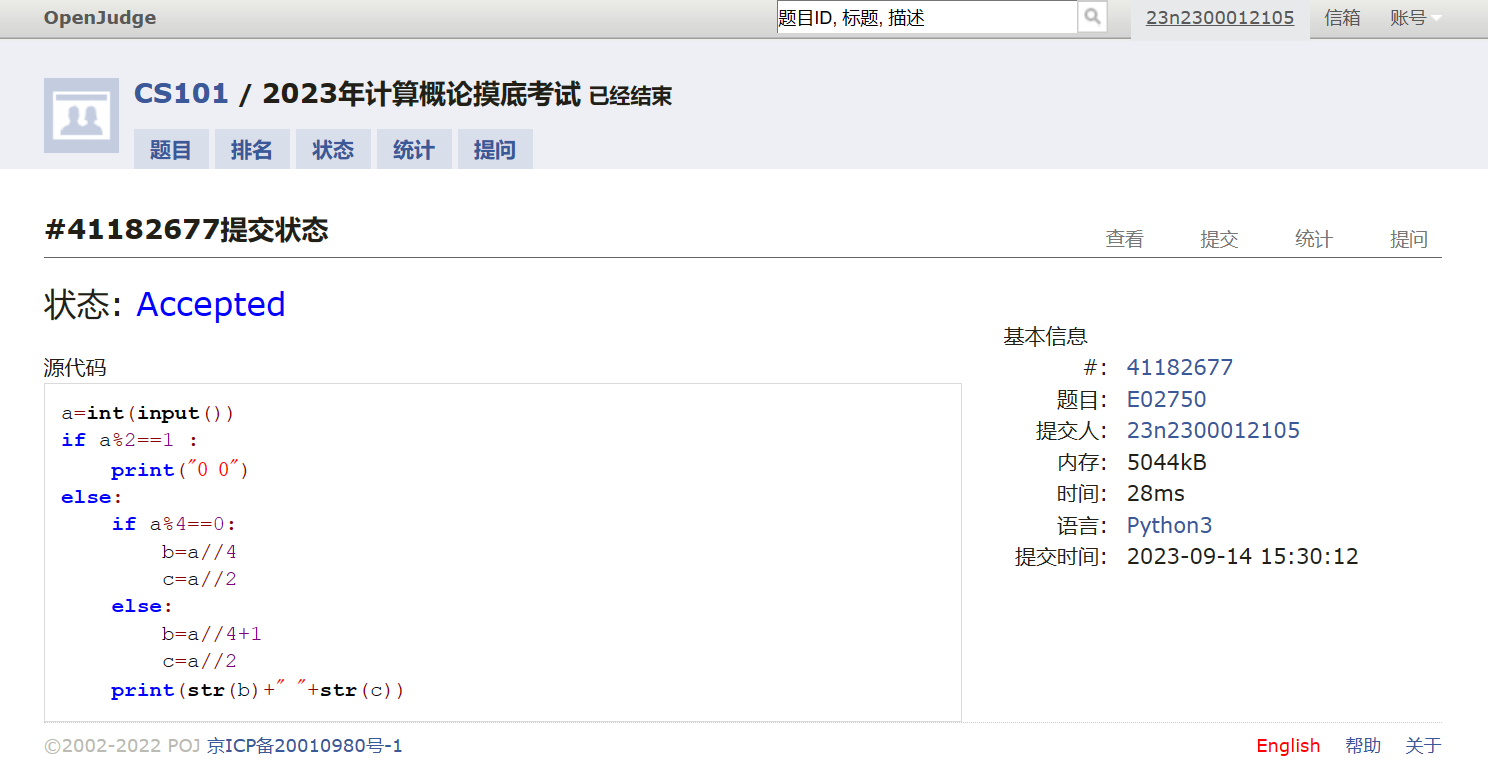 OpenJudge
题目ID, 标题, 描述
23n2300012105 信箱 账号
CS101 / 2023年计算概论摸底考试 已经结束
题目 排名 状态 统计 提问
#41182677提交状态
查看 提交 统计 提问
状态: Accepted
源代码
a=int(input())
if a%2==1 :
    print("0 0")
else:
    if a%4==0:
        b=a//4
        c=a//2
    else:
        b=a//4+1
        c=a//2
    print(str(b)+" "+str(c))
基本信息
#: 41182677
题目: E02750
提交人: 23n2300012105
内存: 5044kB
时间: 28ms
语言: Python3
提交时间: 2023-09-14 15:30:12
©2002-2022 POJ 京ICP备20010980号-1
English 帮助 关于